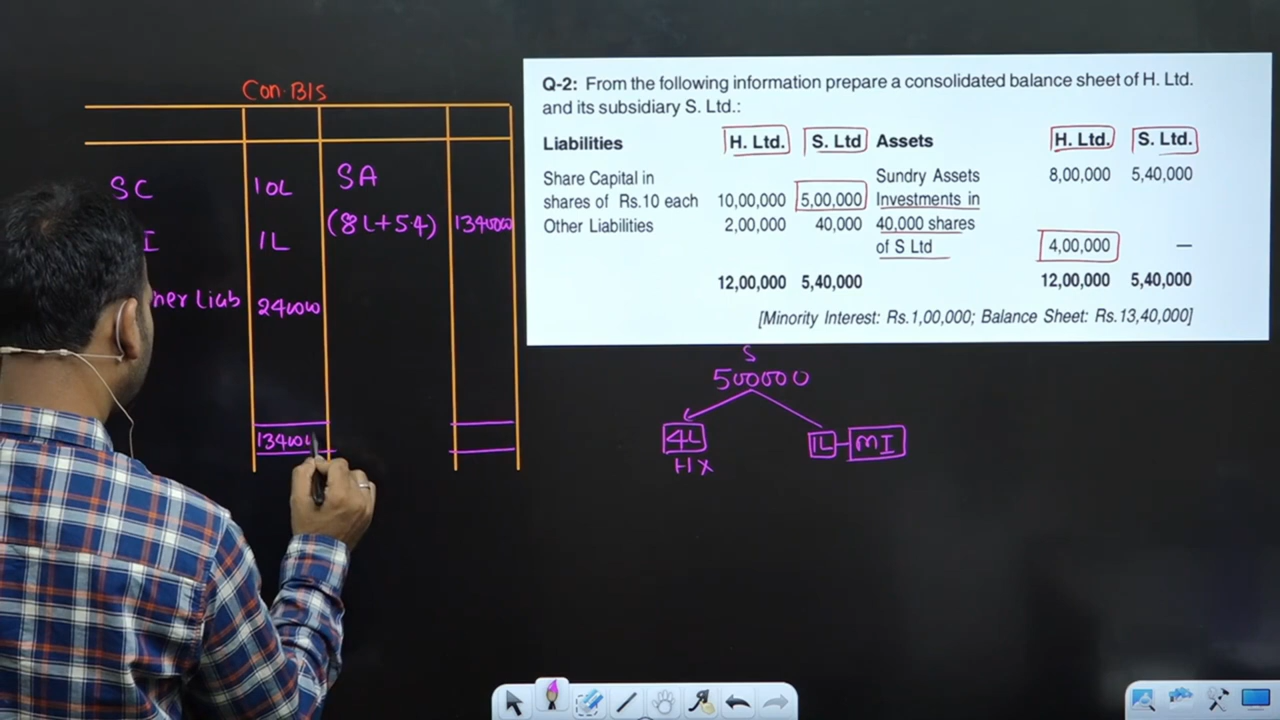 Con. B/S
SC 10L SA
I 1L (8L+5.4) 1340000
her Liab 240000
13400
Q-2: From the following information prepare a consolidated balance sheet of H. Ltd.
and its subsidiary S. Ltd.:
Liabilities H. Ltd. S. Ltd Assets H. Ltd. S. Ltd.
Share Capital in Sundry Assets 8,00,000 5,40,000
shares of Rs.10 each 10,00,000 5,00,000 Investments in
Other Liabilities 2,00,000 40,000 40,000 shares
of S Ltd 4,00,000 —
12,00,000 5,40,000 12,00,000 5,40,000
[Minority Interest: Rs.1,00,000; Balance Sheet: Rs.13,40,000]
S
500000
4L 1L - MI
H X